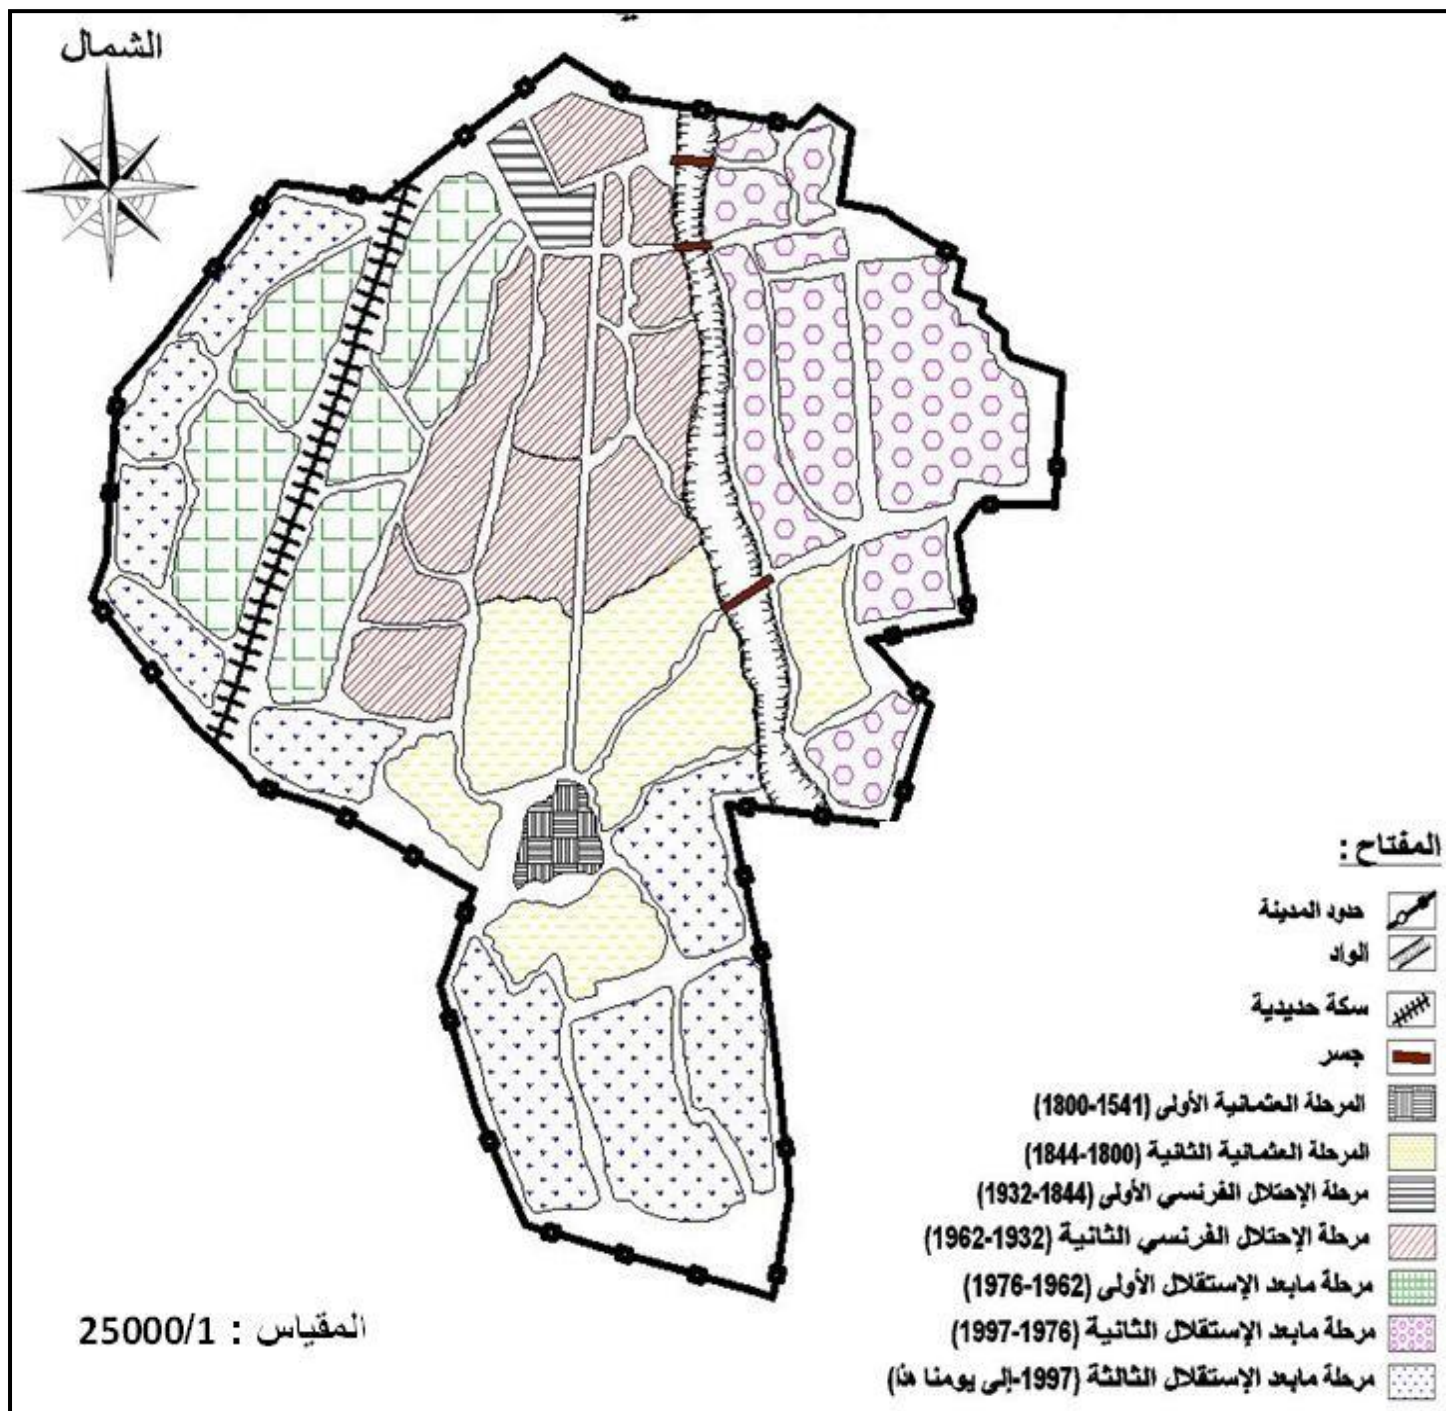 الشمال
المفتاح :
حدود المدينة
الواد
سكة حديدية
جسر
المرحلة العثمانية الأولى (1541-1800)
المرحلة العثمانية الثانية (1800-1844)
مرحلة الإحتلال الفرنسي الأولى (1844-1932)
مرحلة الإحتلال الفرنسي الثانية (1932-1962)
مرحلة مابعد الإستقلال الأولى (1962-1976)
مرحلة مابعد الإستقلال الثانية (1976-1997)
مرحلة مابعد الإستقلال الثالثة (1997-إلى يومنا هذا)
المقياس : 25000/1